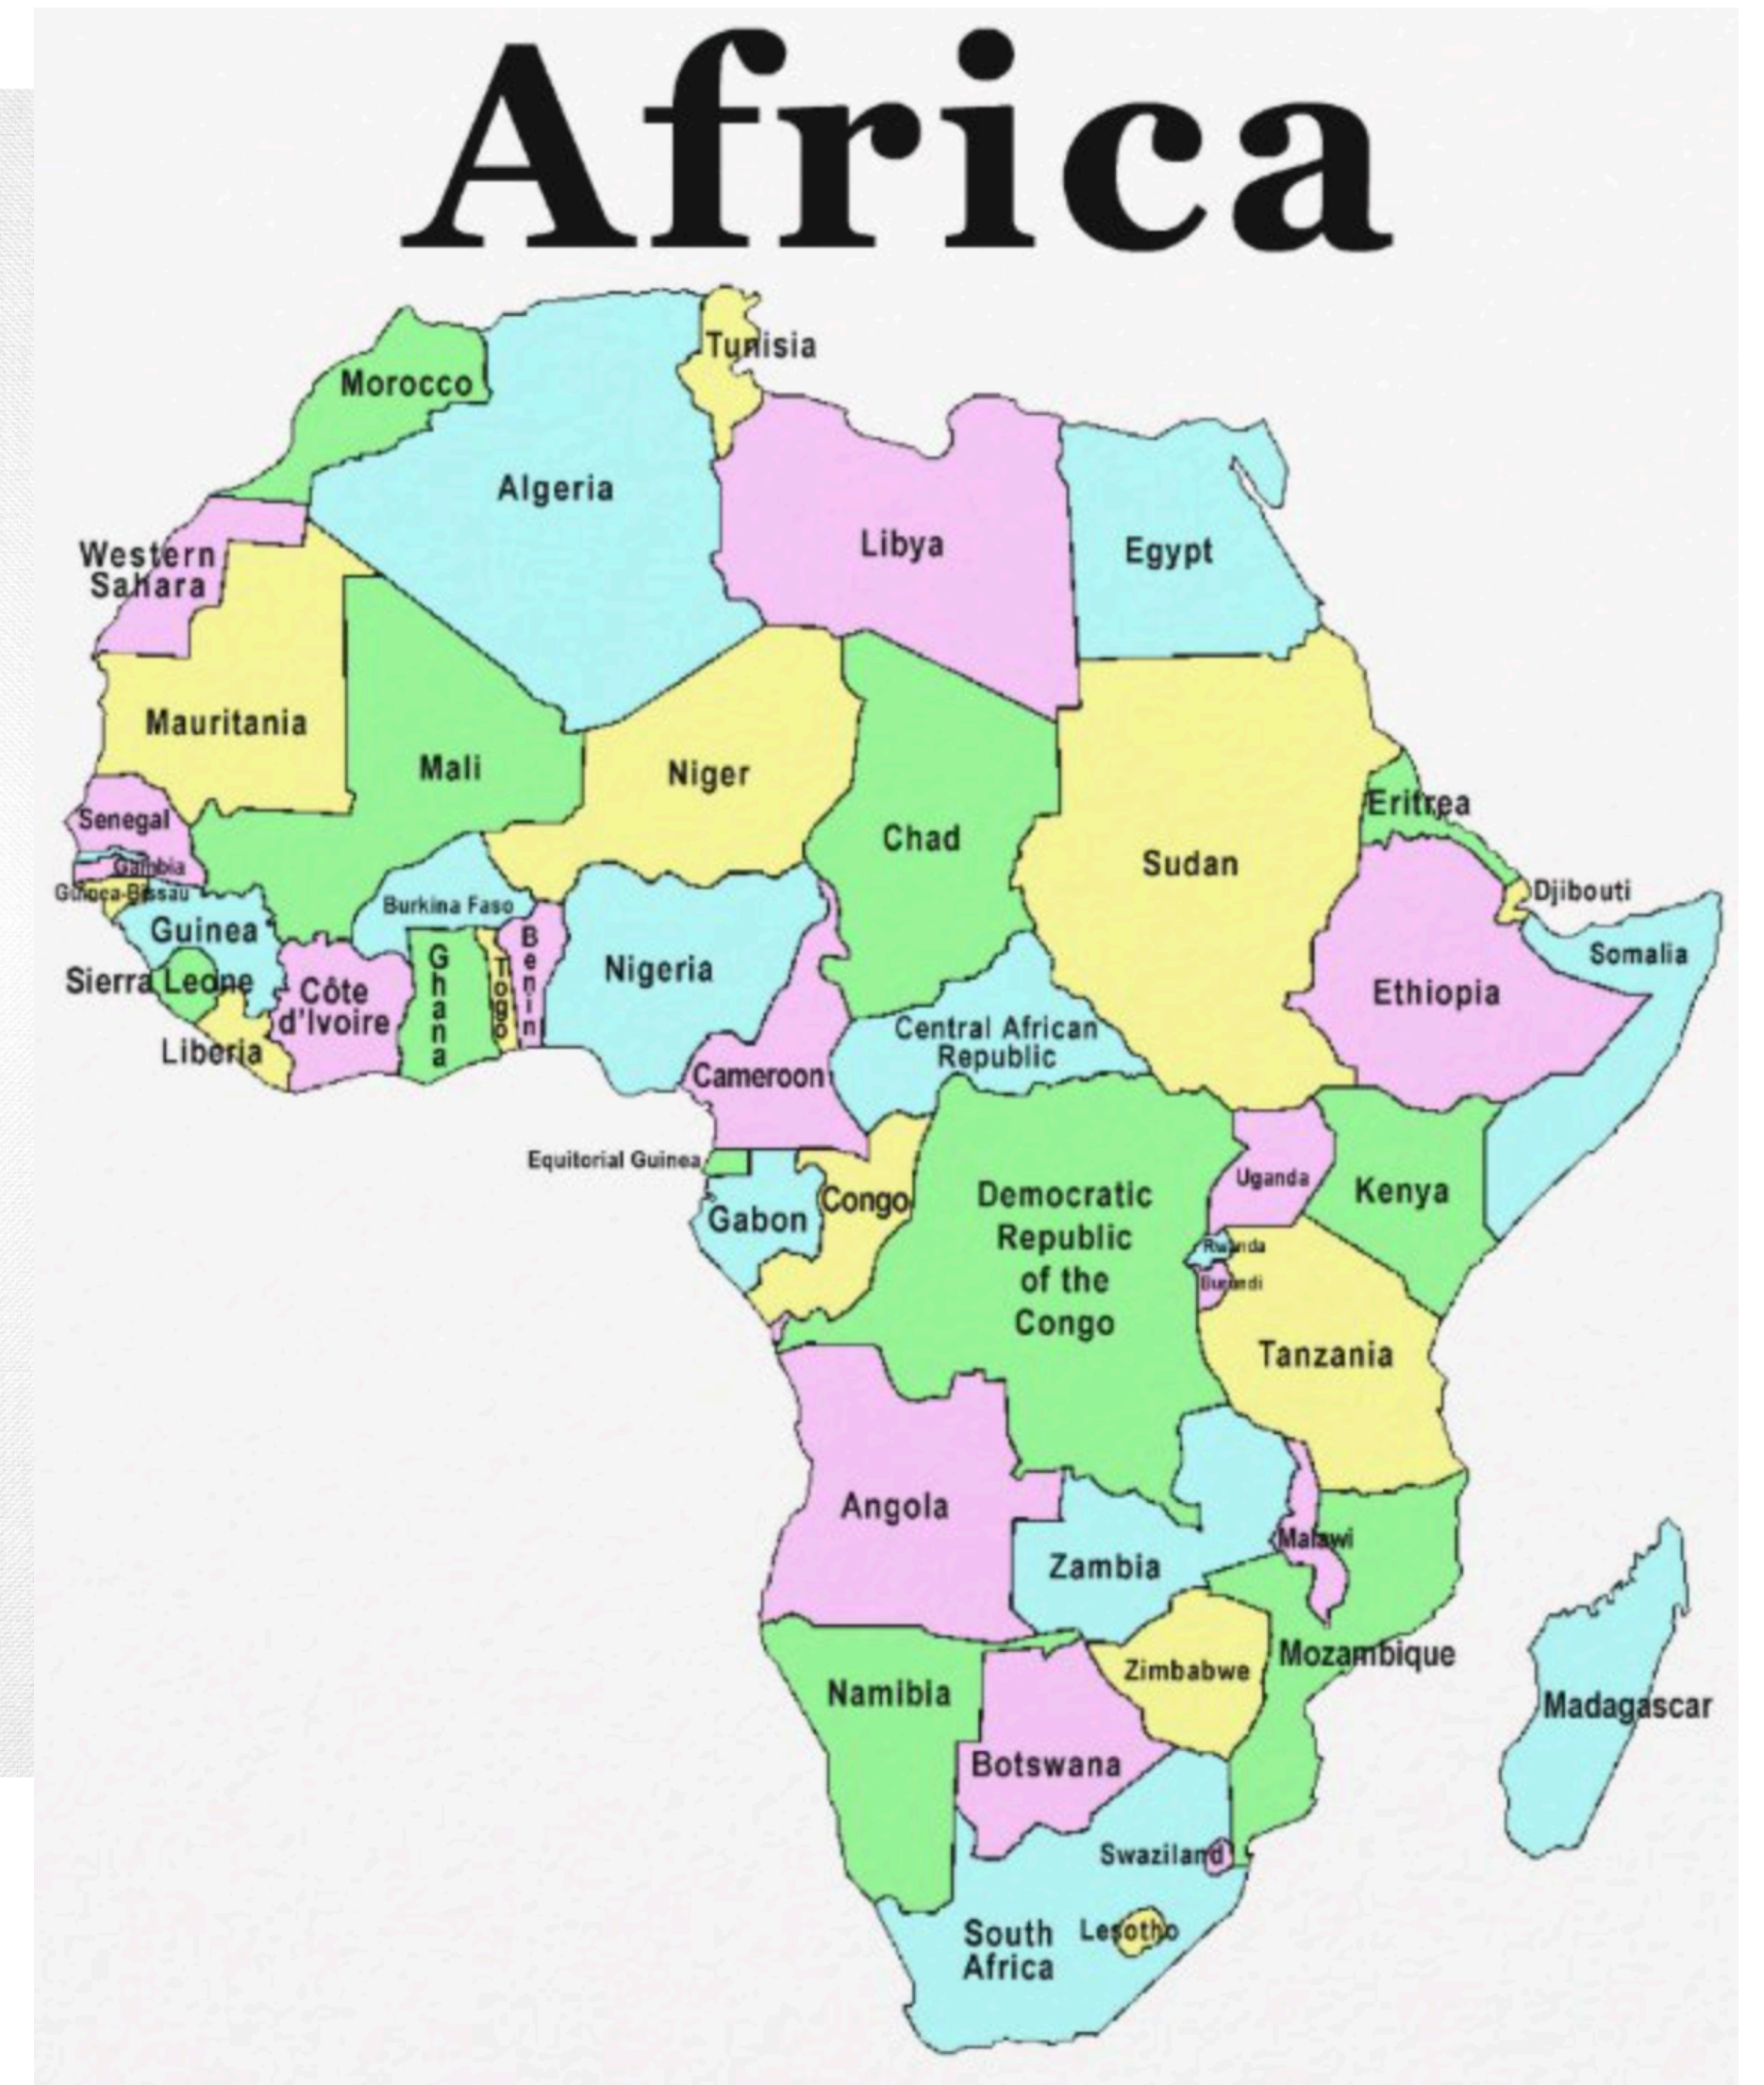 Africa
Tunisia
Morocco
Algeria
Libya
Egypt
Western
Sahara
Mauritania
Mali
Niger
Chad
Sudan
Eritrea
Senegal
Gambia
Guinea-Bissau
Djibouti
Burkina Faso
Guinea
Somalia
Benin
Ghana
Togo
Nigeria
Sierra Leone
Côte
d'Ivoire
Ethiopia
Central African
Republic
Liberia
Cameroon
Equitorial Guinea
Uganda
Kenya
Congo
Gabon
Democratic
Republic
of the
Congo
Rwanda
Burundi
Tanzania
Angola
Malawi
Zambia
Mozambique
Zimbabwe
Namibia
Madagascar
Botswana
Swaziland
South
Africa
Lesotho